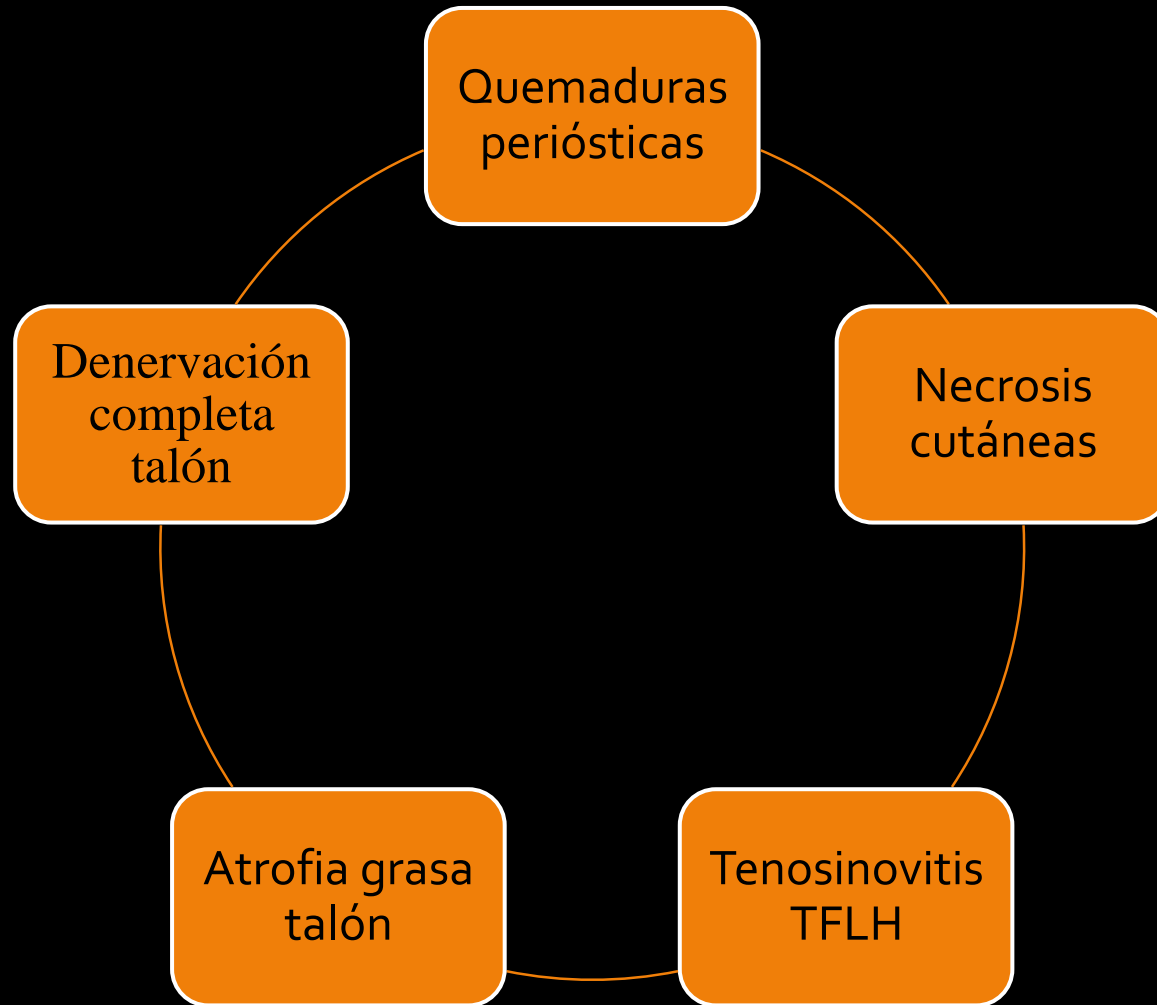 Quemaduras
periósticas
Necrosis
cutáneas
Tenosinovitis
TFLH
Atrofia grasa
talón
Denervación
completa
talón